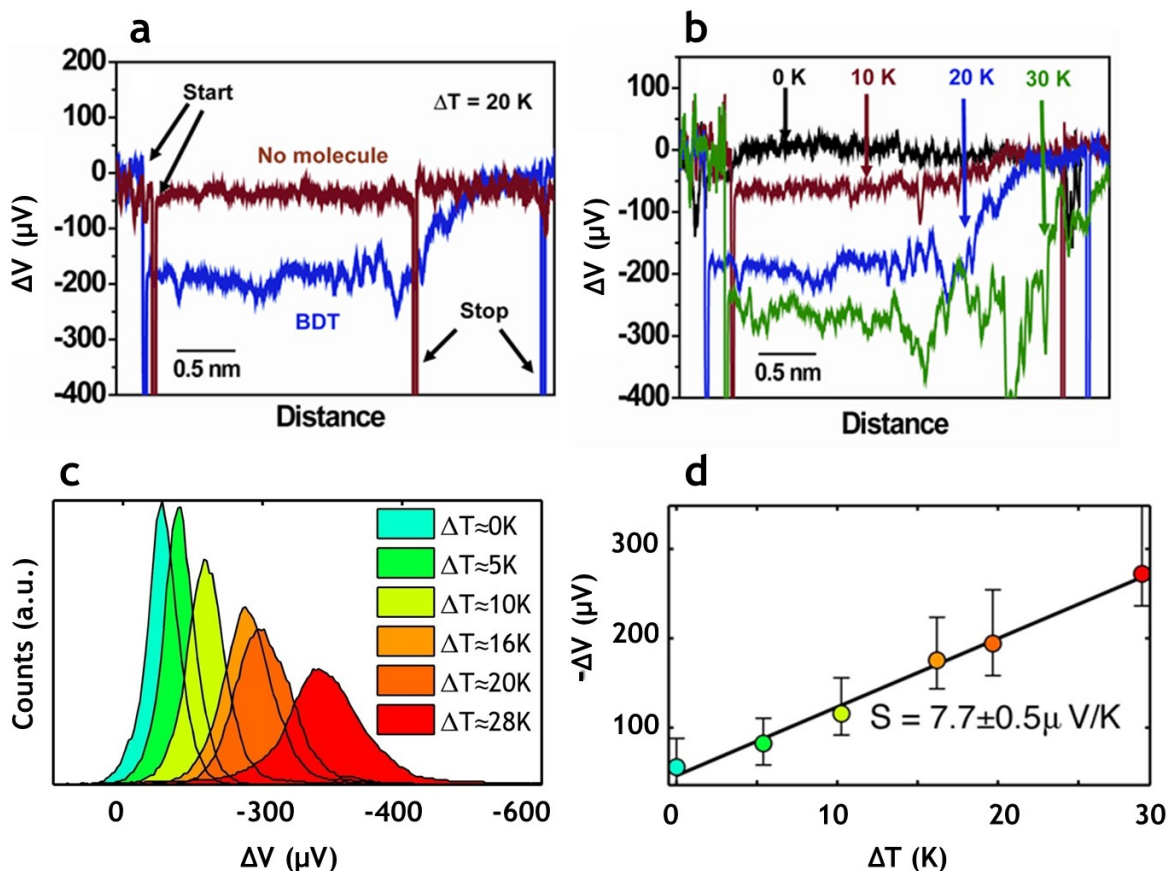 a
200
100
0
-100
-200
-300
-400
ΔV (µV)
Start
ΔT = 20 K
No molecule
BDT
Stop
0.5 nm
Distance
b
100
0
-100
-200
-300
-400
ΔV (µV)
0 K
10 K
20 K
30 K
0.5 nm
Distance
c
Counts (a.u.)
ΔT≈0K
ΔT≈5K
ΔT≈10K
ΔT≈16K
ΔT≈20K
ΔT≈28K
0
-300
-400
-600
ΔV (µV)
d
300
200
100
-ΔV (µV)
S = 7.7±0.5µ V/K
0
10
20
30
ΔT (K)